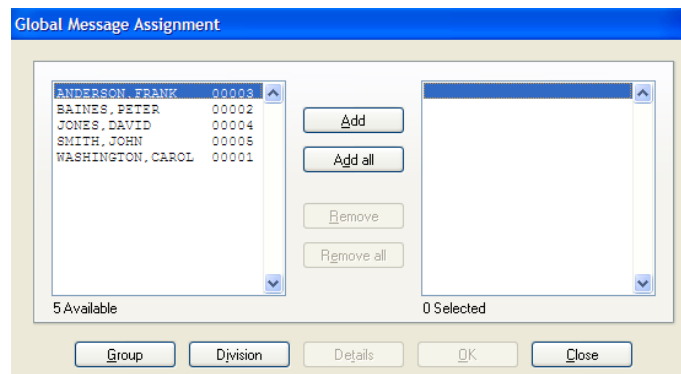 Global Message Assignment
ANDERSON, FRANK 00003
BAINES, PETER 00002
JONES, DAVID 00004
SMITH, JOHN 00005
WASHINGTON, CAROL 00001
Add
Add all
Remove
Remove all
5 Available
0 Selected
Group
Division
Details
OK
Close